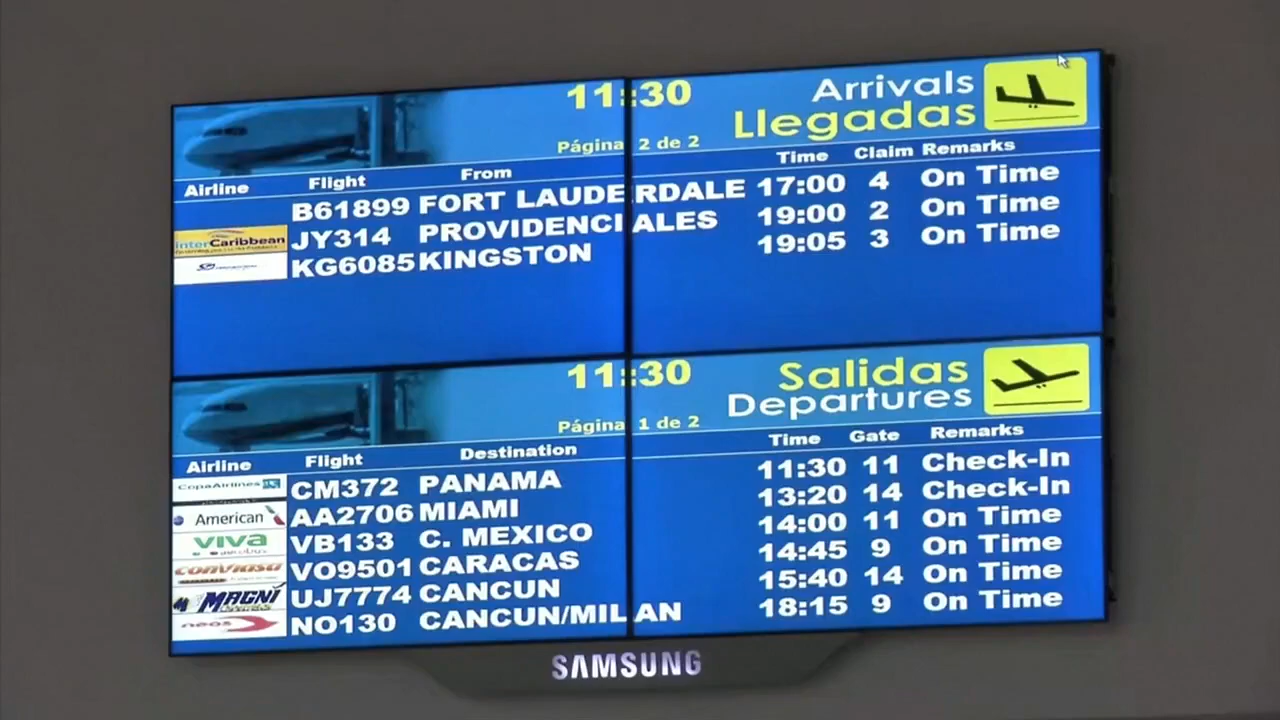 11:30
Arrivals
Llegadas
Página 2 de 2
Airline Flight From Time Claim Remarks
B61899 FORT LAUDERDALE 17:00 4 On Time
interCaribbean JY314 PROVIDENCIALES 19:00 2 On Time
KG6085 KINGSTON 19:05 3 On Time
11:30
Salidas
Departures
Página 1 de 2
Airline Flight Destination Time Gate Remarks
CopaAirlines CM372 PANAMA 11:30 11 Check-In
American AA2706 MIAMI 13:20 14 Check-In
viva aerobus VB133 C. MEXICO 14:00 11 On Time
conviasa VO9501 CARACAS 14:45 9 On Time
MAGNI UJ7774 CANCUN 15:40 14 On Time
neos NO130 CANCUN/MILAN 18:15 9 On Time
SAMSUNG